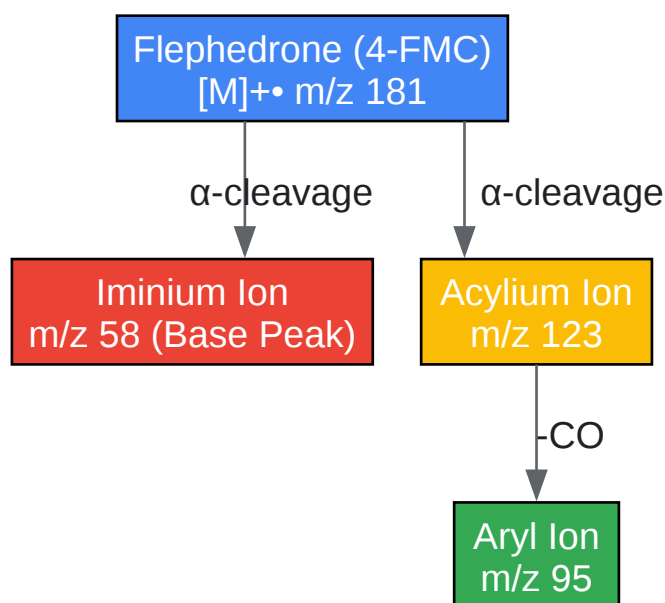 Flephedrone (4-FMC)
[M]+• m/z 181
α-cleavage
α-cleavage
Iminium Ion
m/z 58 (Base Peak)
Acylium Ion
m/z 123
-CO
Aryl Ion
m/z 95